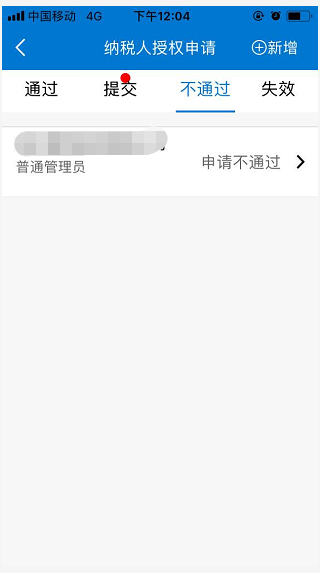 中国移动 4G 下午12:04
纳税人授权申请 新增
通过 提交 不通过 失效
普通管理员 申请不通过